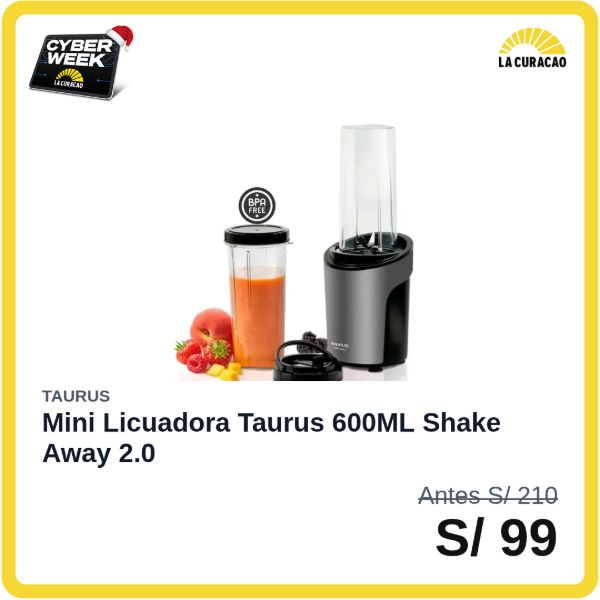 CYBER
WEEK
LA CURACAO
LA CURACAO
BPA
FREE
TAURUS
TAURUS
Mini Licuadora Taurus 600ML Shake
Away 2.0
Antes S/ 210
S/ 99